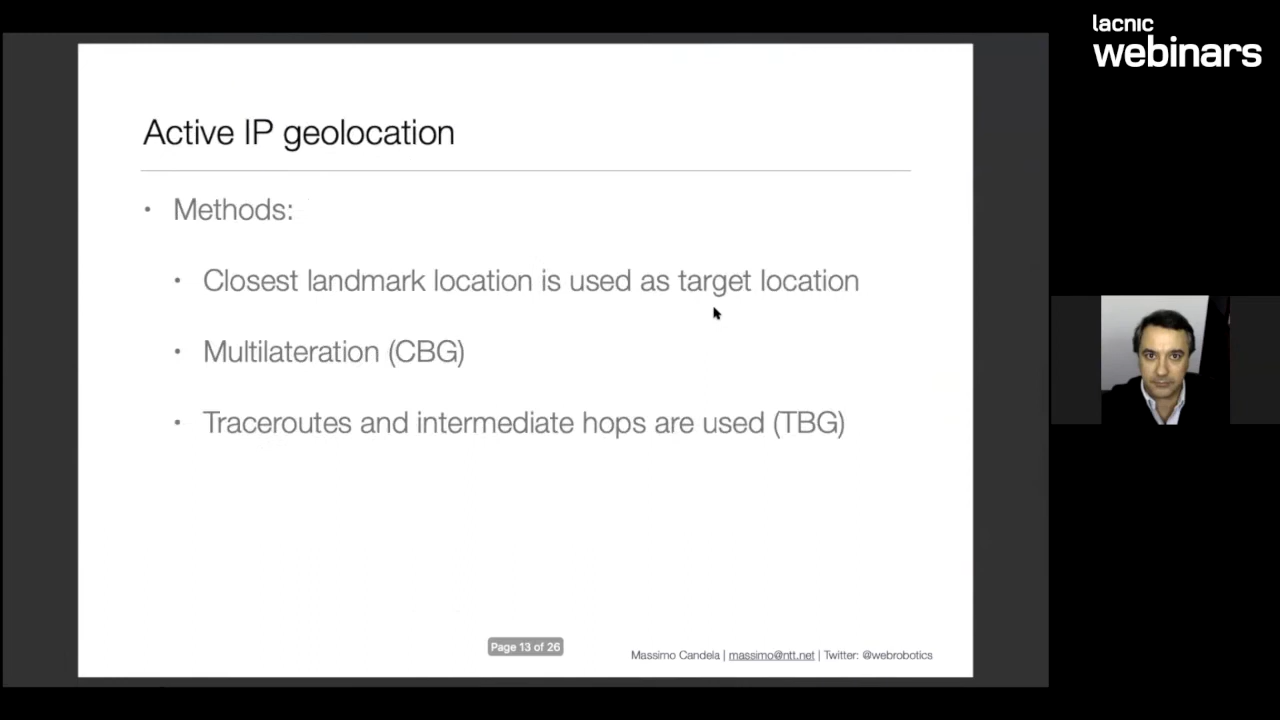 lacnic
webinars
Active IP geolocation
• Methods:
• Closest landmark location is used as target location
• Multilateration (CBG)
• Traceroutes and intermediate hops are used (TBG)
Page 13 of 26
Massimo Candela | massimo@ntt.net | Twitter: @webrobotics